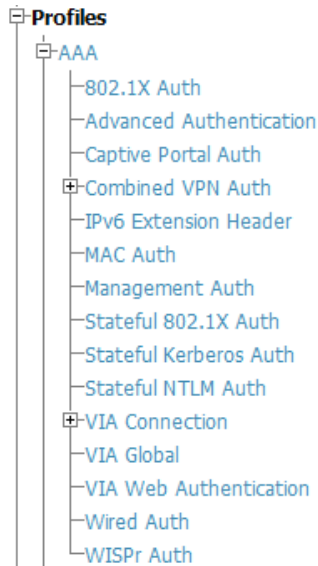 Profiles
AAA
802.1X Auth
Advanced Authentication
Captive Portal Auth
Combined VPN Auth
IPv6 Extension Header
MAC Auth
Management Auth
Stateful 802.1X Auth
Stateful Kerberos Auth
Stateful NTLM Auth
VIA Connection
VIA Global
VIA Web Authentication
Wired Auth
WISPr Auth